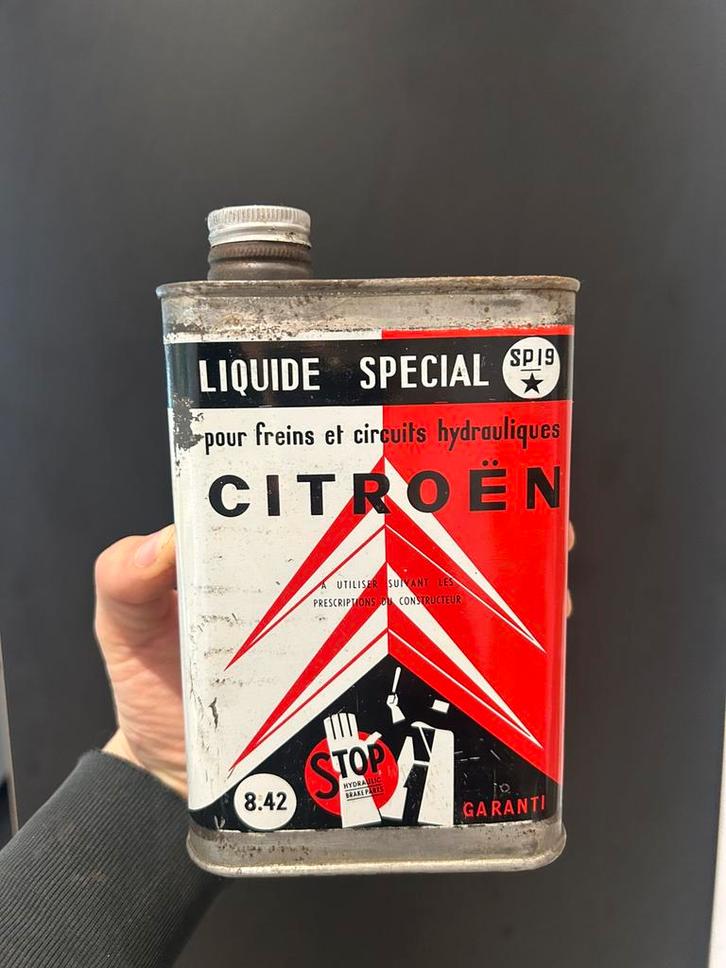 LIQUIDE SPECIAL SP19
pour freins et circuits hydrauliques
CITROËN
A UTILISER SUIVANT LES
PRESCRIPTIONS DU CONSTRUCTEUR
STOP
HYDRAULIC
BRAKE PARTS
8.42
GARANTI